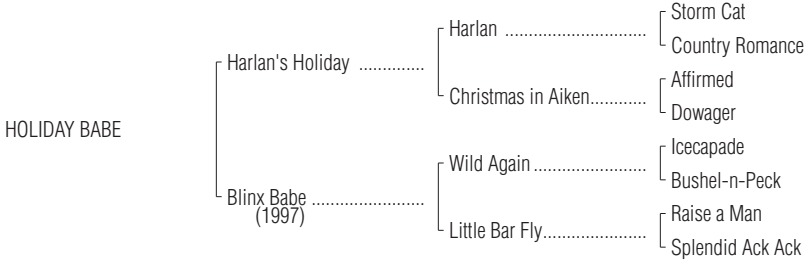 Storm Cat
Harlan ..............................
Country Romance
Harlan's Holiday ..............
Affirmed
Christmas in Aiken............
Dowager
HOLIDAY BABE
Icecapade
Wild Again ........................
Bushel-n-Peck
Blinx Babe ........................
(1997)
Raise a Man
Little Bar Fly......................
Splendid Ack Ack